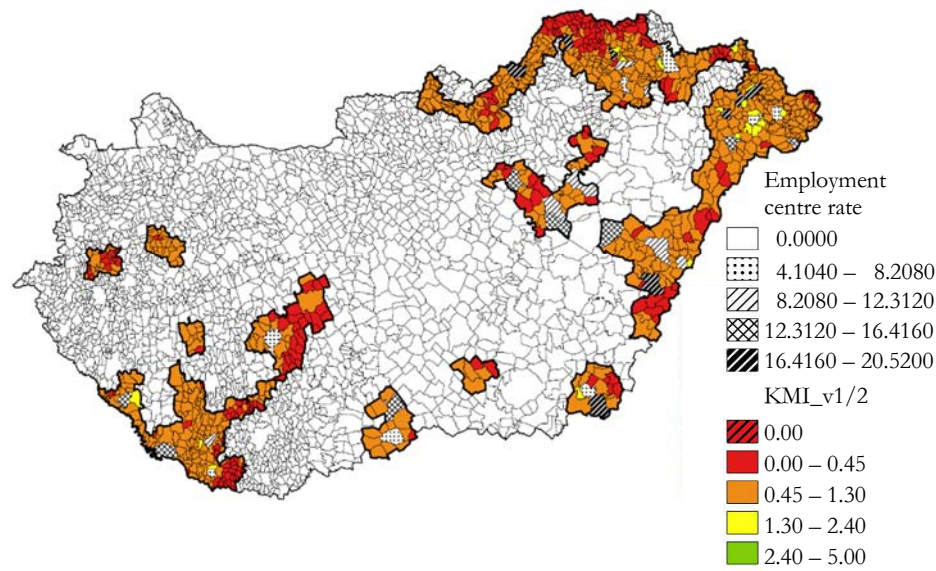 Employment
centre rate
0.0000
4.1040 – 8.2080
8.2080 – 12.3120
12.3120 – 16.4160
16.4160 – 20.5200
KMI_v1/2
0.00
0.00 – 0.45
0.45 – 1.30
1.30 – 2.40
2.40 – 5.00